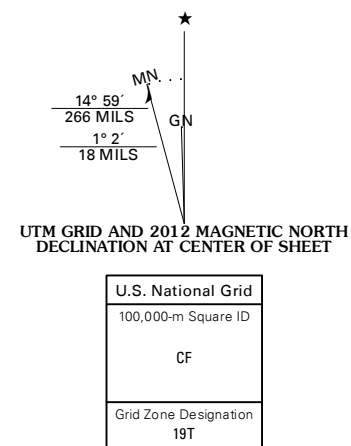 ★
MN
14° 59´
266 MILS
GN
1° 2´
18 MILS
UTM GRID AND 2012 MAGNETIC NORTH
DECLINATION AT CENTER OF SHEET
U.S. National Grid
100,000-m Square ID
CF
Grid Zone Designation
19T